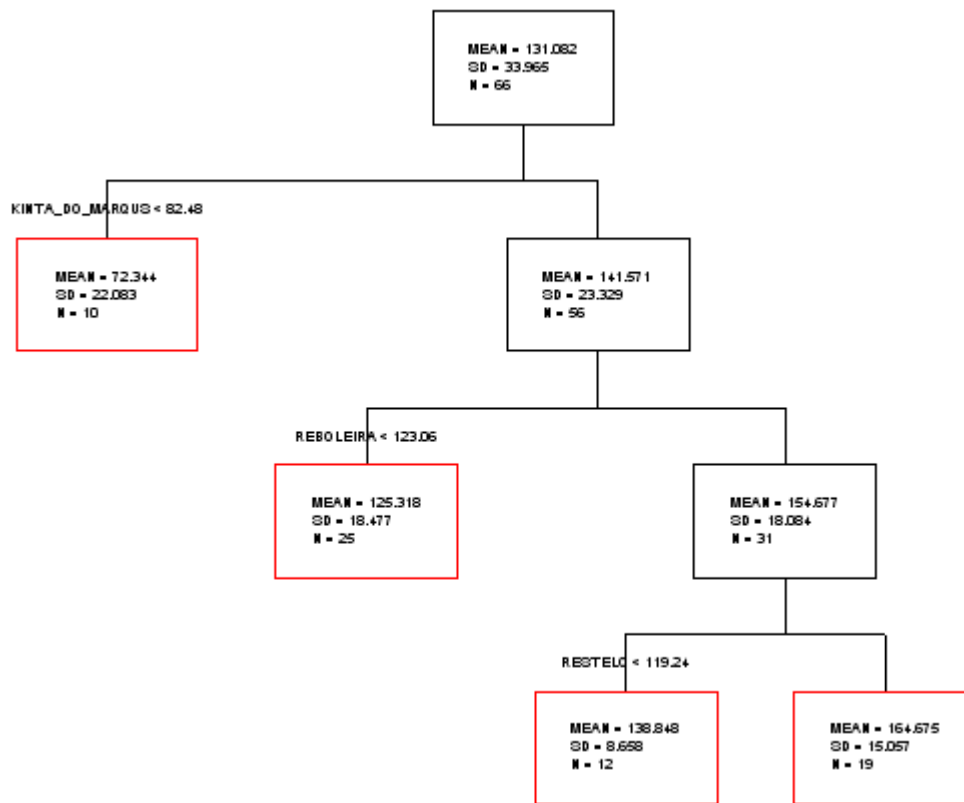 MEAN = 131.082
SD = 33.965
N = 66
KINTA_DO_MARQUS < 82.48
MEAN = 72.344
SD = 22.083
N = 10
MEAN = 141.571
SD = 23.329
N = 56
REBOLEIRA < 123.06
MEAN = 125.318
SD = 18.477
N = 25
MEAN = 154.677
SD = 18.084
N = 31
RESTELO < 119.24
MEAN = 138.848
SD = 8.658
N = 12
MEAN = 164.675
SD = 15.057
N = 19